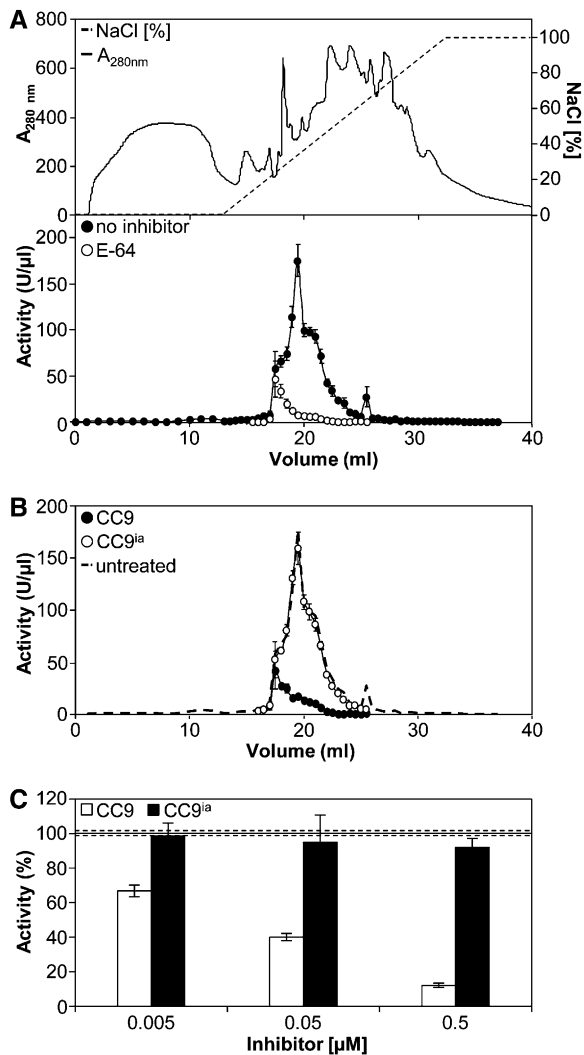 A
NaCl [%]
A280nm
800
600
400
200
0
A280 nm
100
80
60
40
20
0
NaCl [%]
no inhibitor
E-64
200
150
100
50
0
Activity (U/µl)
0 10 20 30 40
Volume (ml)
B
CC9
CC9ia
untreated
200
150
100
50
0
Activity (U/µl)
0 10 20 30 40
Volume (ml)
C
CC9 CC9ia
120
100
80
60
40
20
0
Activity (%)
0.005 0.05 0.5
Inhibitor [µM]